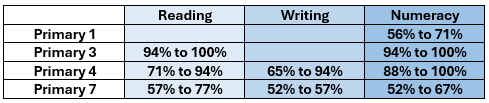 Reading Writing Numeracy
Primary 1 56% to 71%
Primary 3 94% to 100% 94% to 100%
Primary 4 71% to 94% 65% to 94% 88% to 100%
Primary 7 57% to 77% 52% to 57% 52% to 67%